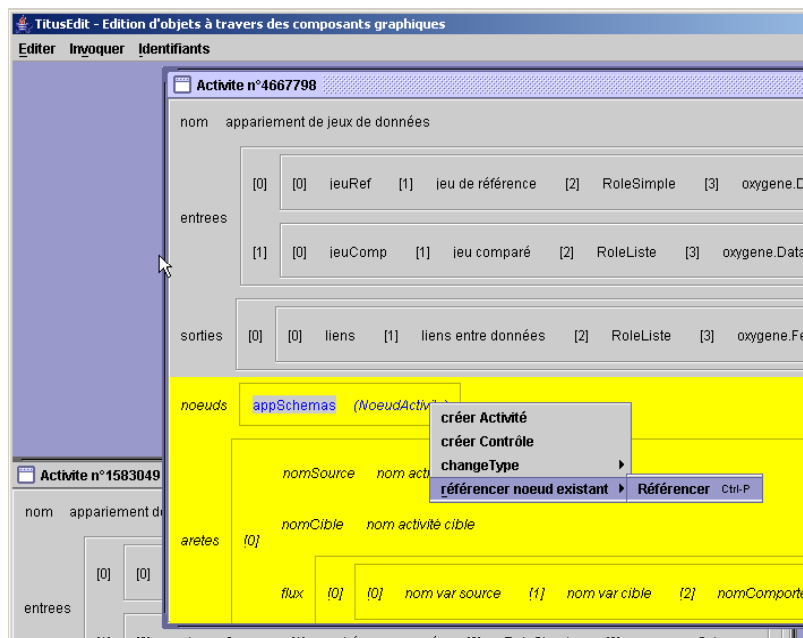 TitusEdit - Edition d'objets à travers des composants graphiques
Editer Invoquer Identifiants
Activite n°4667798
nom appariement de jeux de données
[0] [0] jeuRef [1] jeu de référence [2] RoleSimple [3] oxygene.D
entrees
[1] [0] jeuComp [1] jeu comparé [2] RoleListe [3] oxygene.Data
sorties [0] [0] liens [1] liens entre données [2] RoleListe [3] oxygene.Fe
noeuds appSchemas (NoeudActivité)
créer Activité
créer Contrôle
changeType
référencer noeud existant Référencer Ctrl-P
nomSource nom acti
nomCible nom activité cible
aretes [0]
flux [0] [0] nom var source [1] nom var cible [2] nomComporte
Activite n°1583049
nom appariement de
[0] [0]
entrees